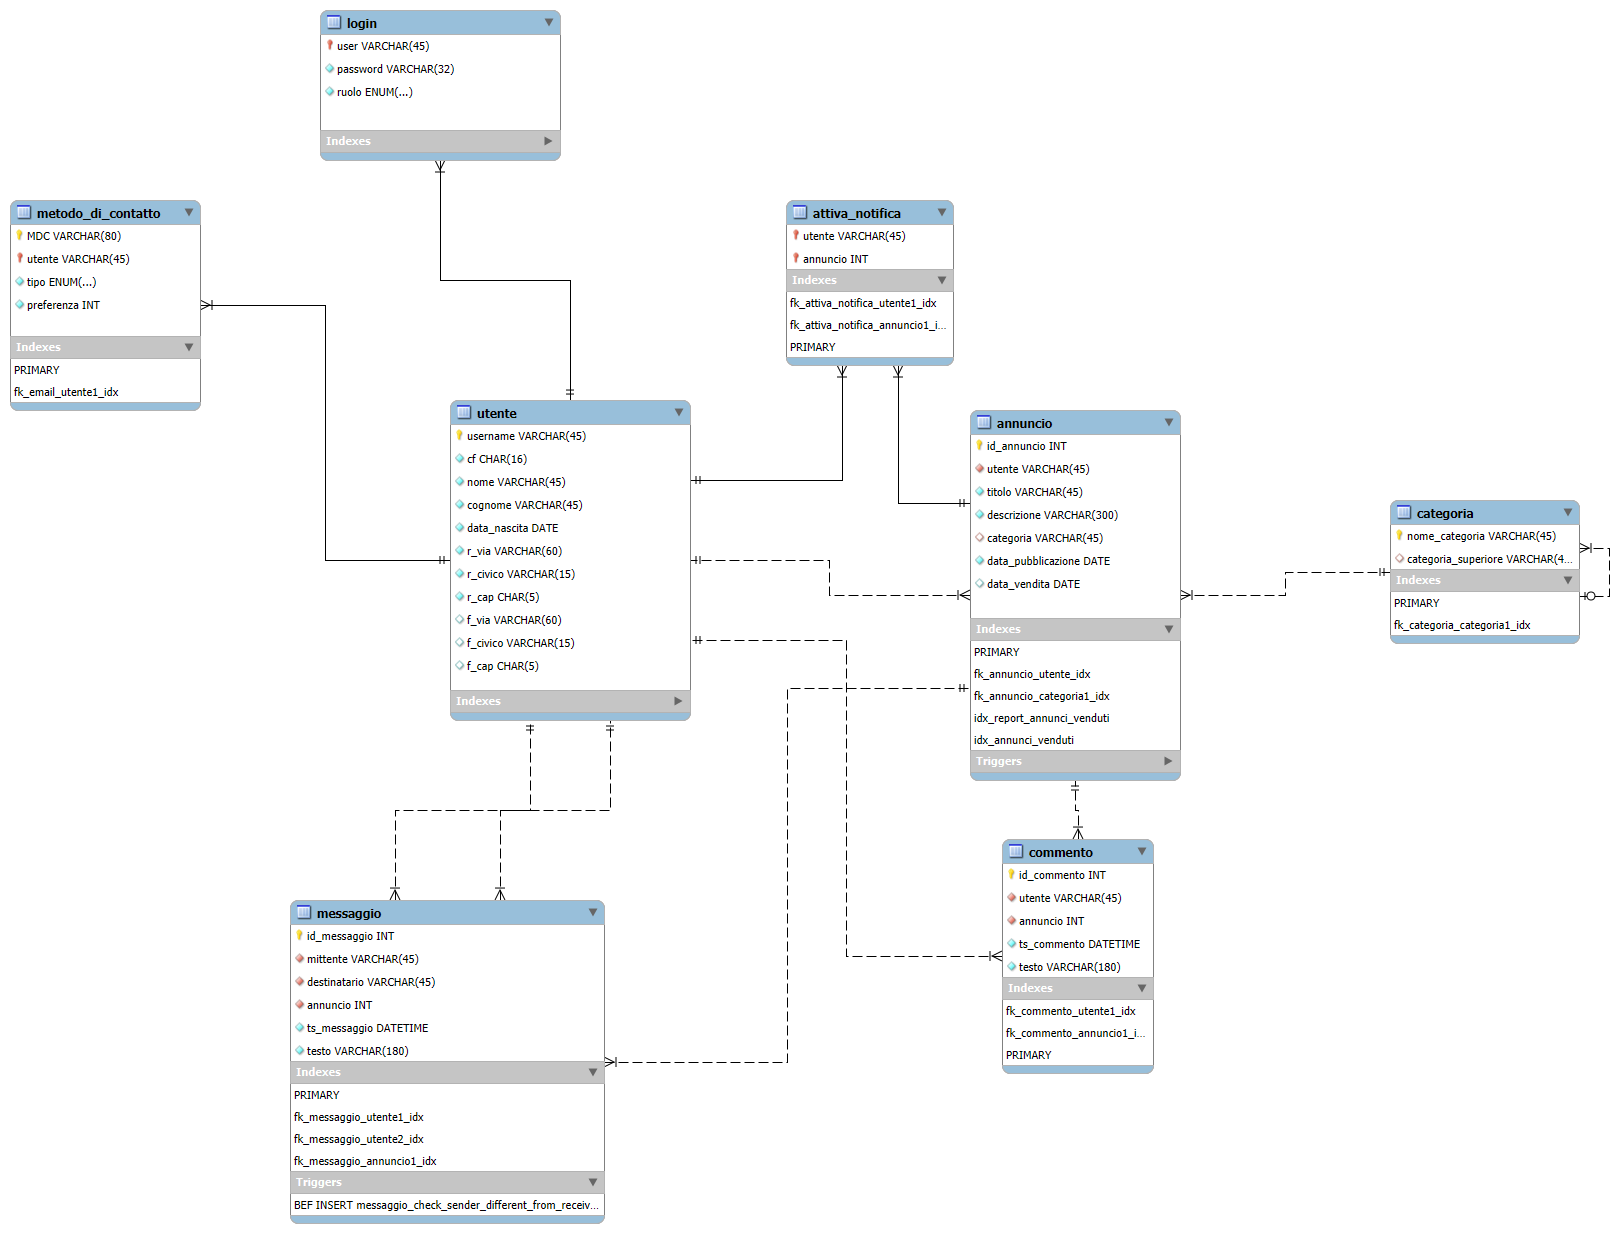 login
user VARCHAR(45)
password VARCHAR(32)
ruolo ENUM(...)
Indexes
metodo_di_contatto
MDC VARCHAR(80)
utente VARCHAR(45)
tipo ENUM(...)
preferenza INT
Indexes
PRIMARY
fk_email_utente1_idx
attiva_notifica
utente VARCHAR(45)
annuncio INT
Indexes
fk_attiva_notifica_utente1_idx
fk_attiva_notifica_annuncio1_i...
PRIMARY
utente
username VARCHAR(45)
cf CHAR(16)
nome VARCHAR(45)
cognome VARCHAR(45)
data_nascita DATE
r_via VARCHAR(60)
r_civico VARCHAR(15)
r_cap CHAR(5)
f_via VARCHAR(60)
f_civico VARCHAR(15)
f_cap CHAR(5)
Indexes
annuncio
id_annuncio INT
utente VARCHAR(45)
titolo VARCHAR(45)
descrizione VARCHAR(300)
categoria VARCHAR(45)
data_pubblicazione DATE
data_vendita DATE
Indexes
PRIMARY
fk_annuncio_utente_idx
fk_annuncio_categoria1_idx
idx_report_annunci_venduti
idx_annunci_venduti
Triggers
categoria
nome_categoria VARCHAR(45)
categoria_superiore VARCHAR(4...
Indexes
PRIMARY
fk_categoria_categoria1_idx
commento
id_commento INT
utente VARCHAR(45)
annuncio INT
ts_commento DATETIME
testo VARCHAR(180)
Indexes
fk_commento_utente1_idx
fk_commento_annuncio1_i...
PRIMARY
messaggio
id_messaggio INT
mittente VARCHAR(45)
destinatario VARCHAR(45)
annuncio INT
ts_messaggio DATETIME
testo VARCHAR(180)
Indexes
PRIMARY
fk_messaggio_utente1_idx
fk_messaggio_utente2_idx
fk_messaggio_annuncio1_idx
Triggers
BEF INSERT messaggio_check_sender_different_from_receiv...